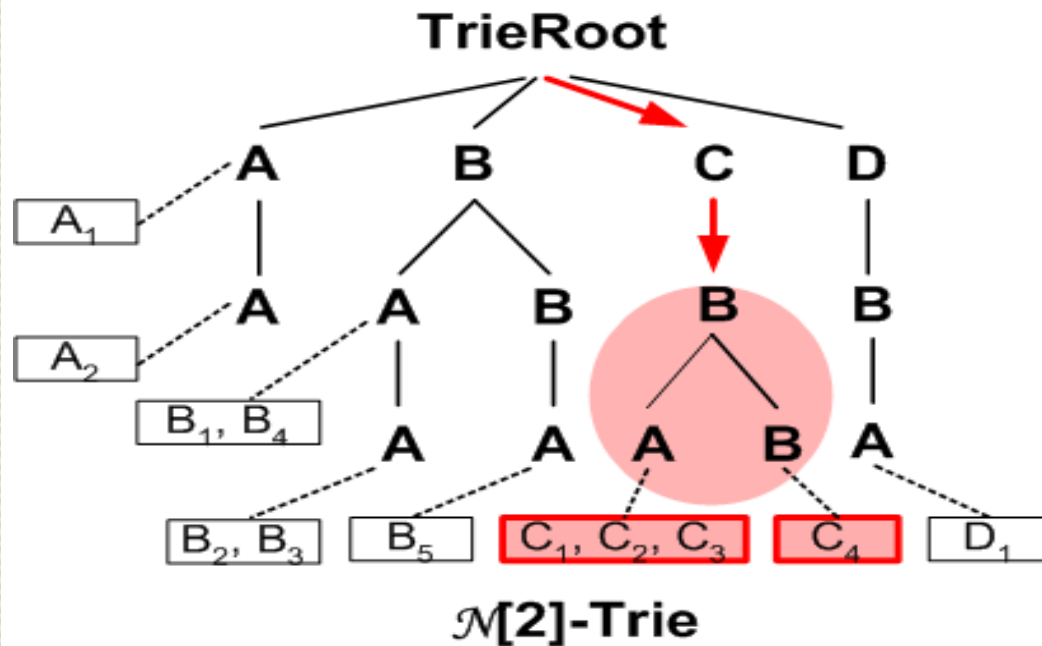 TrieRoot
A B C D
A₁
A A B B B
A₂
B₁, B₄
A A A B A
B₂, B₃ B₅ C₁, C₂, C₃ C₄ D₁
𝒩[2]-Trie